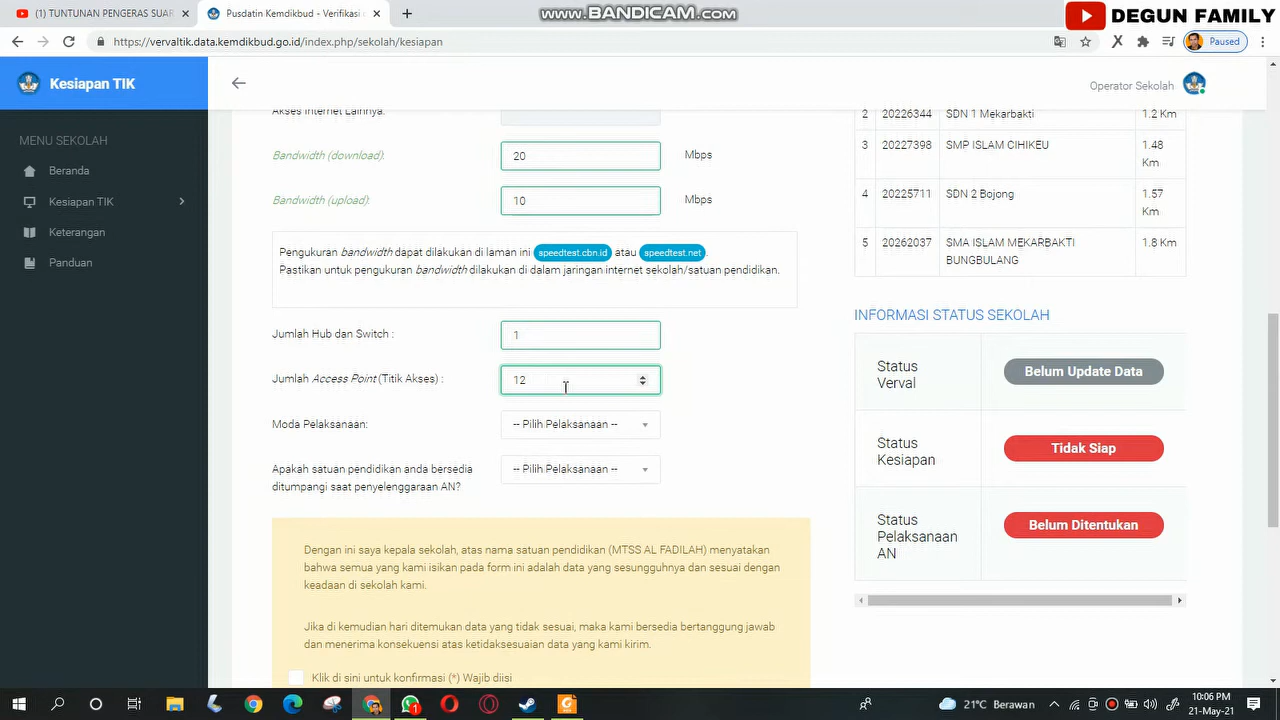 (1) TUNTUNAN PENGERAS SUAR
Pusdatin Kemdikbud - Verifikasi
WWW.BANDICAM.COM
DEGUN FAMILY
https://vervaltik.data.kemdikbud.go.id/index.php/sekolah/kesiapan
Paused
Kesiapan TIK
Operator Sekolah
MENU SEKOLAH
Beranda
Kesiapan TIK
Keterangan
Panduan
Akses Internet Lainnya:
Bandwidth (download):
20
Mbps
Bandwidth (upload):
10
Mbps
Pengukuran bandwidth dapat dilakukan di laman ini speedtest.cbn.id atau speedtest.net.
Pastikan untuk pengukuran bandwidth dilakukan di dalam jaringan internet sekolah/satuan pendidikan.
Jumlah Hub dan Switch :
1
Jumlah Access Point (Titik Akses) :
12
Moda Pelaksanaan:
-- Pilih Pelaksanaan --
Apakah satuan pendidikan anda bersedia
ditumpangi saat penyelenggaraan AN?
-- Pilih Pelaksanaan --
Dengan ini saya kepala sekolah, atas nama satuan pendidikan (MTSS AL FADILAH) menyatakan
bahwa semua yang kami isikan pada form ini adalah data yang sesungguhnya dan sesuai dengan
keadaan di sekolah kami.
Jika di kemudian hari ditemukan data yang tidak sesuai, maka kami bersedia bertanggung jawab
dan menerima konsekuensi atas ketidaksesuaian data yang kami kirim.
Klik di sini untuk konfirmasi (*) Wajib diisi
2 20226344 SDN 1 Mekarbakti 1.2 Km
3 20227398 SMP ISLAM CIHIKEU 1.48
Km
4 20225711 SDN 2 Bojong 1.57
Km
5 20262037 SMA ISLAM MEKARBAKTI 1.8 Km
BUNGBULANG
INFORMASI STATUS SEKOLAH
Status
Verval
Belum Update Data
Status
Kesiapan
Tidak Siap
Status
Pelaksanaan
AN
Belum Ditentukan
1
21°C Berawan
10:06 PM
21-May-21